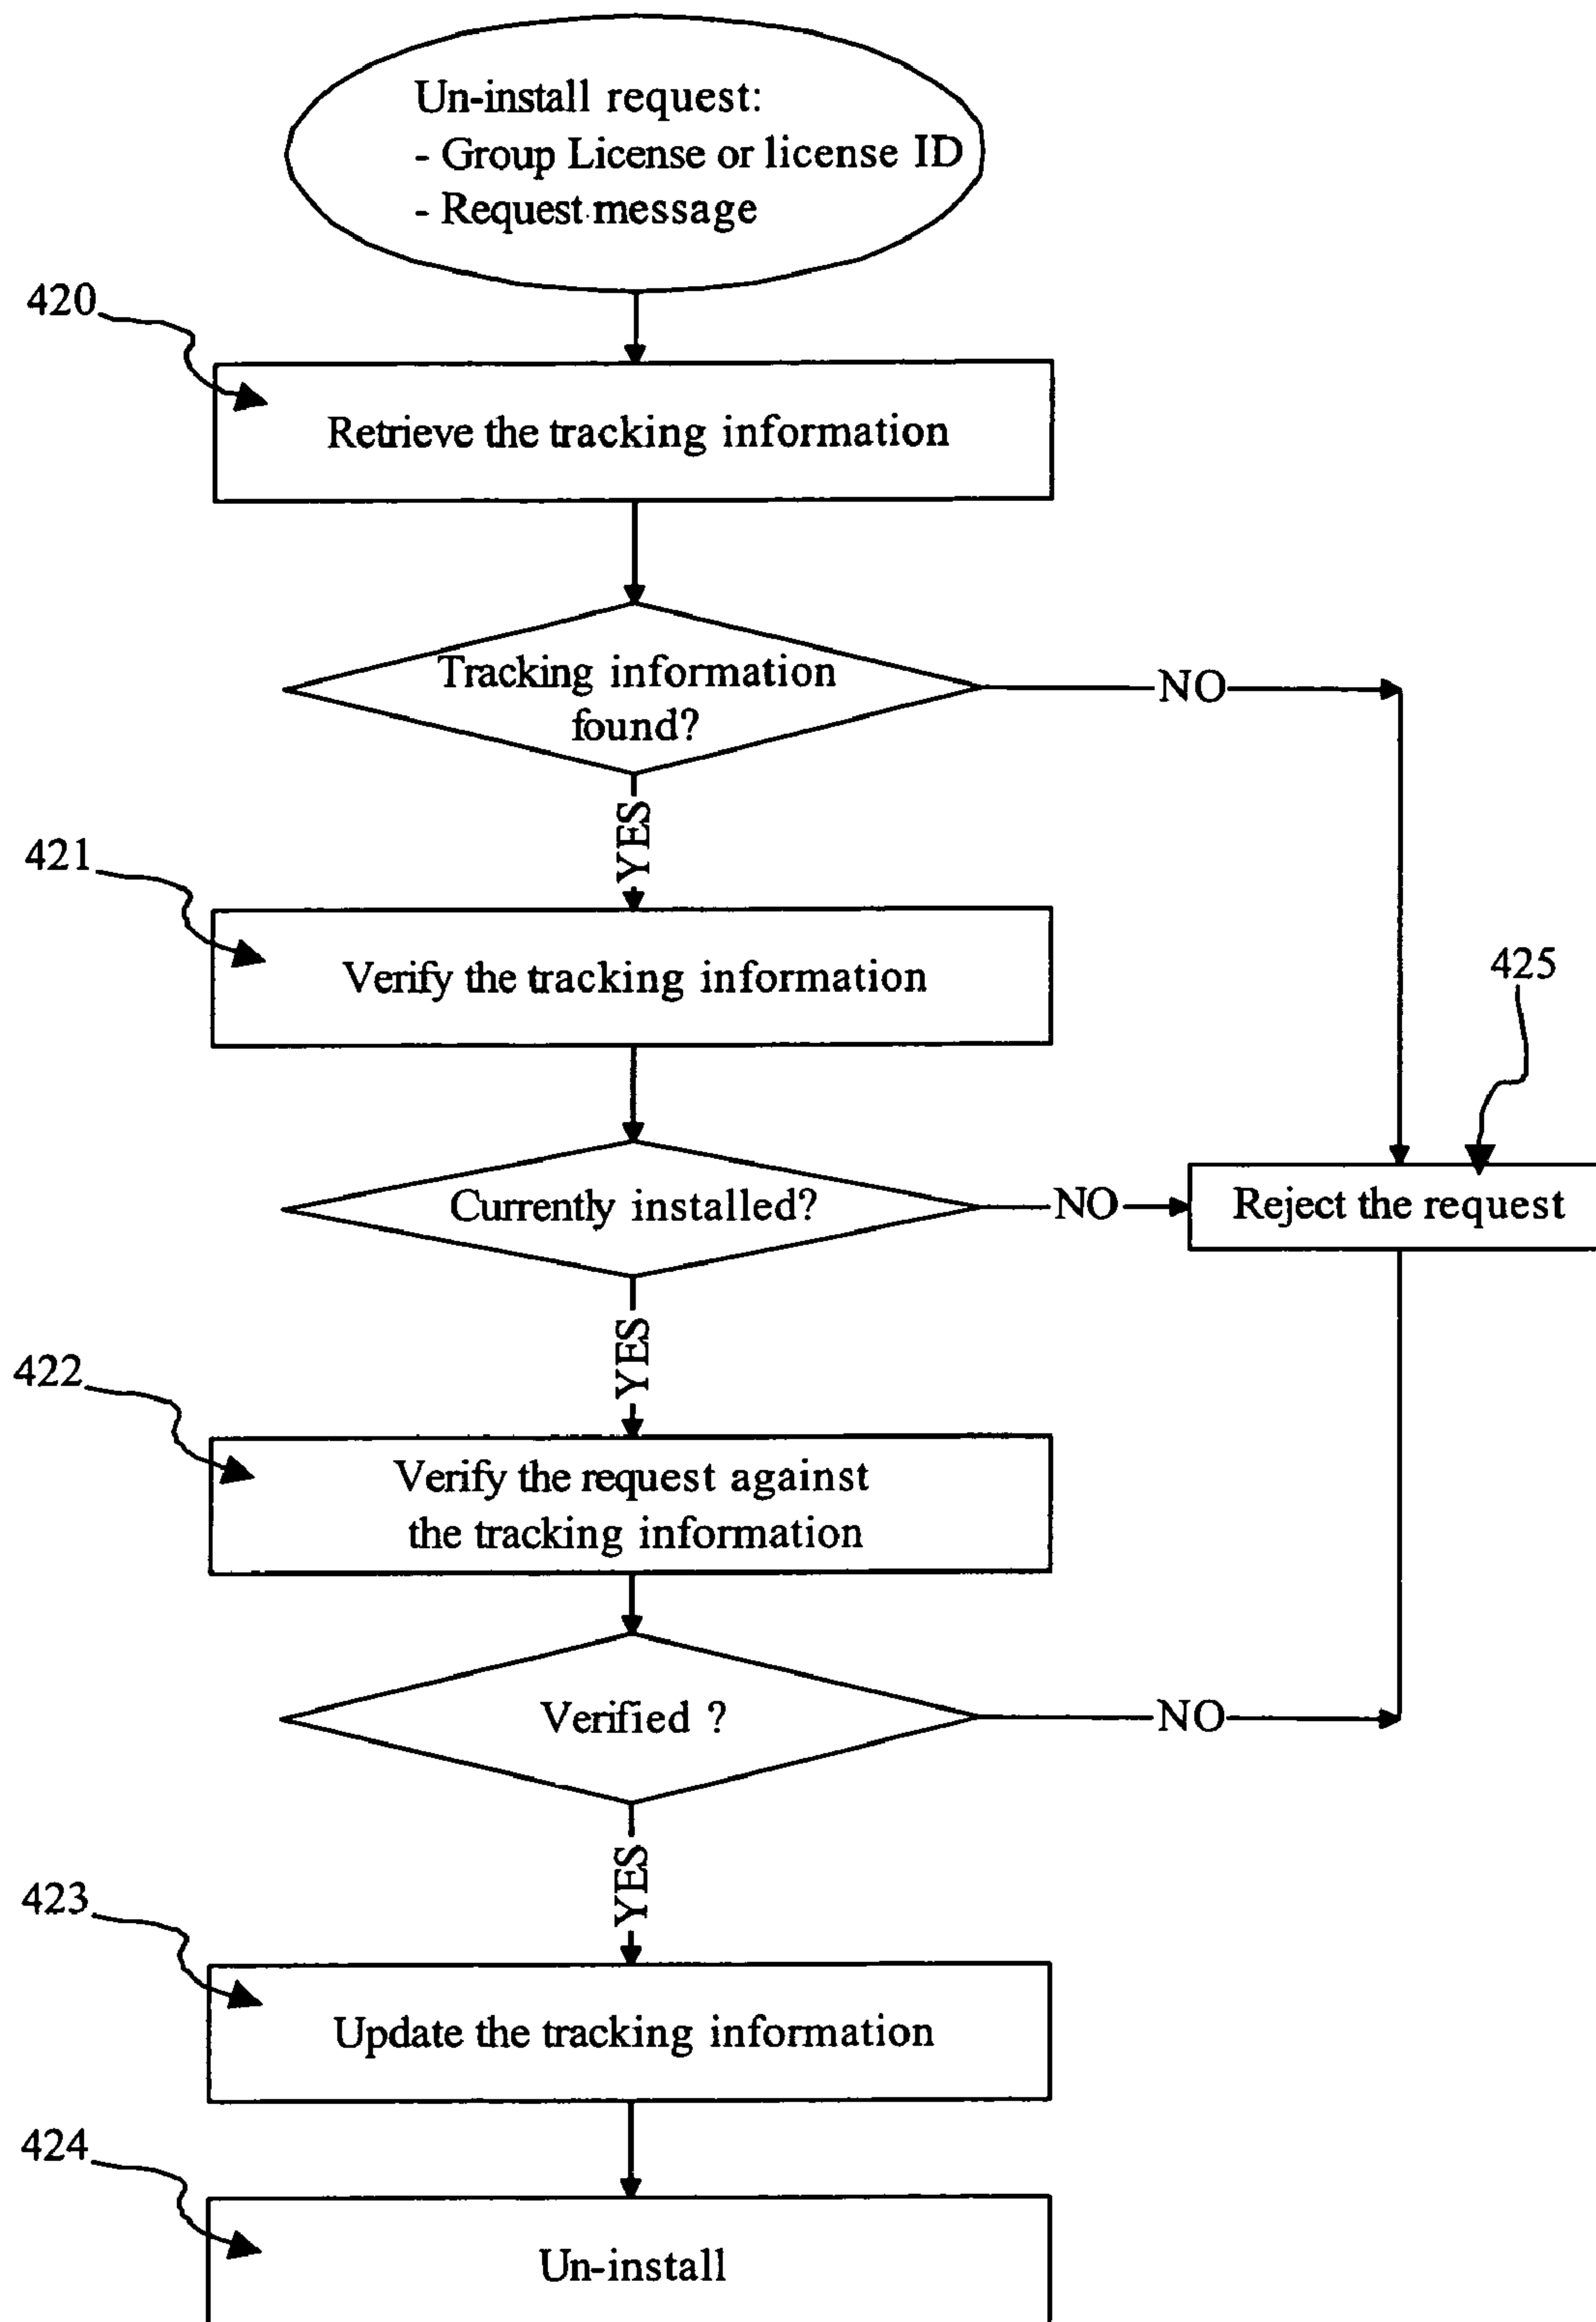 Un-install request:
- Group License or license ID
- Request message
420
Retrieve the tracking information
Tracking information
found?
NO
YES
421
Verify the tracking information
425
Currently installed?
NO
Reject the request
YES
422
Verify the request against
the tracking information
Verified ?
NO
YES
423
Update the tracking information
424
Un-install